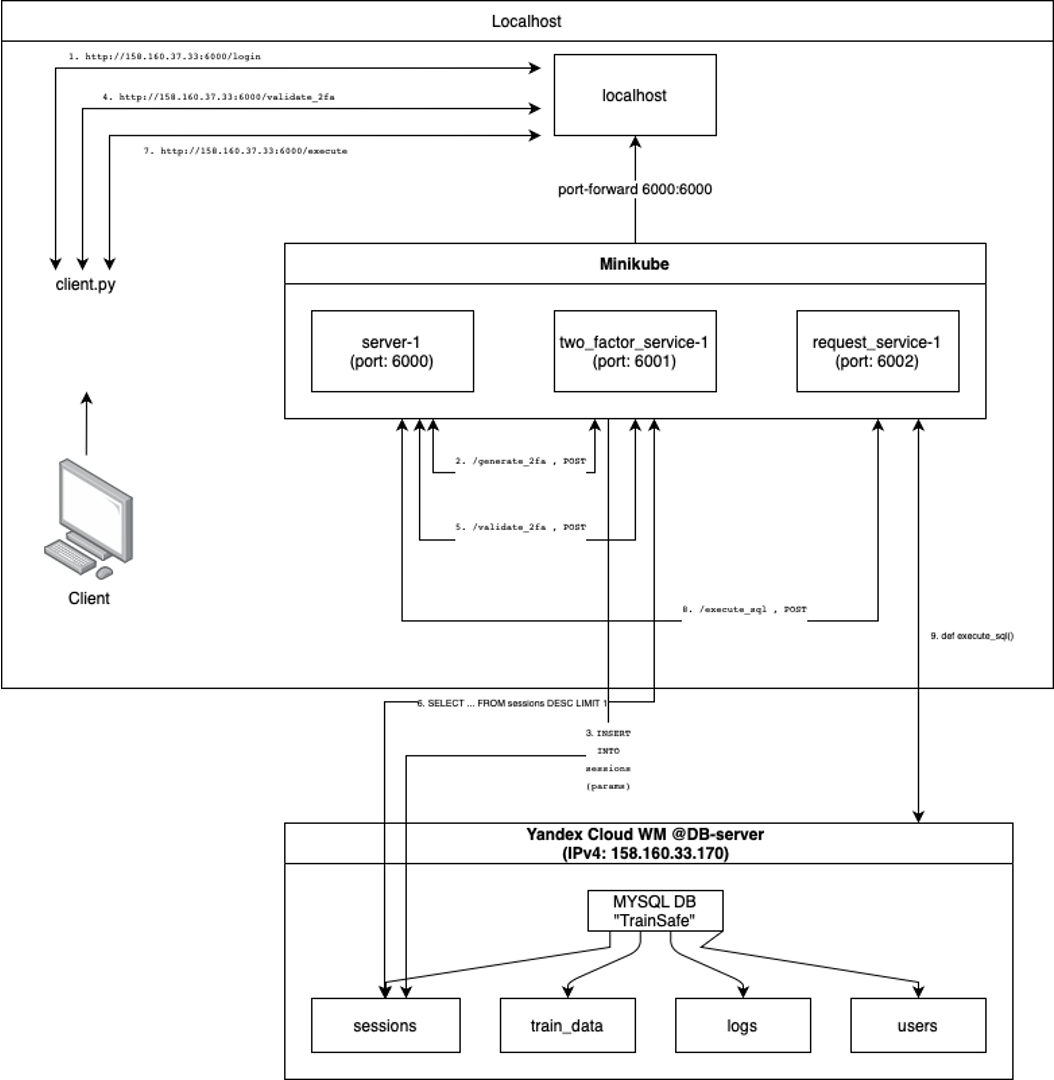 Localhost
1. http://158.160.37.33:6000/login
4. http://158.160.37.33:6000/validate_2fa
7. http://158.160.37.33:6000/execute
localhost
port-forward 6000:6000
client.py
Minikube
server-1
(port: 6000)
two_factor_service-1
(port: 6001)
request_service-1
(port: 6002)
2. /generate_2fa , POST
5. /validate_2fa , POST
Client
8. /execute_sql , POST
9. def execute_sql()
6. SELECT ... FROM sessions DESC LIMIT 1
3. INSERT
INTO
sessions
(params)
Yandex Cloud WM @DB-server
(IPv4: 158.160.33.170)
MYSQL DB
"TrainSafe"
sessions
train_data
logs
users